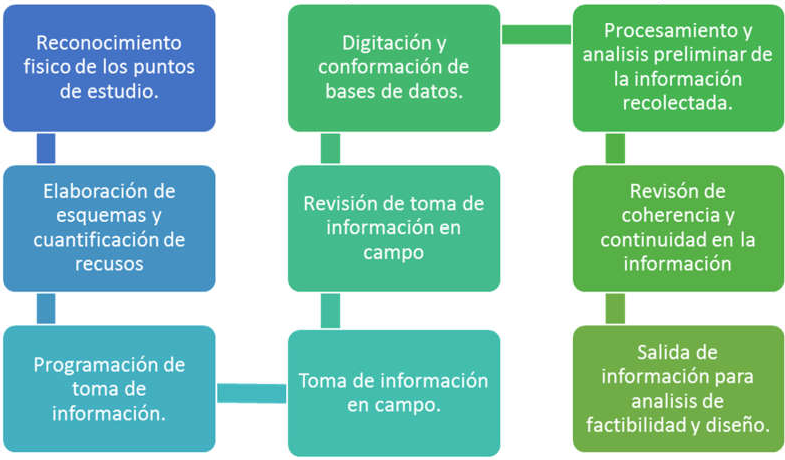 Reconocimiento
fisico de los puntos
de estudio.
Elaboración de
esquemas y
cuantificación de
recusos
Programación de
toma de
información.
Toma de información
en campo.
Revisión de toma de
información en
campo
Digitación y
conformación de
bases de datos.
Procesamiento y
analisis preliminar de
la información
recolectada.
Revisón de
coherencia y
continuidad en la
información
Salida de
información para
analisis de
factibilidad y diseño.